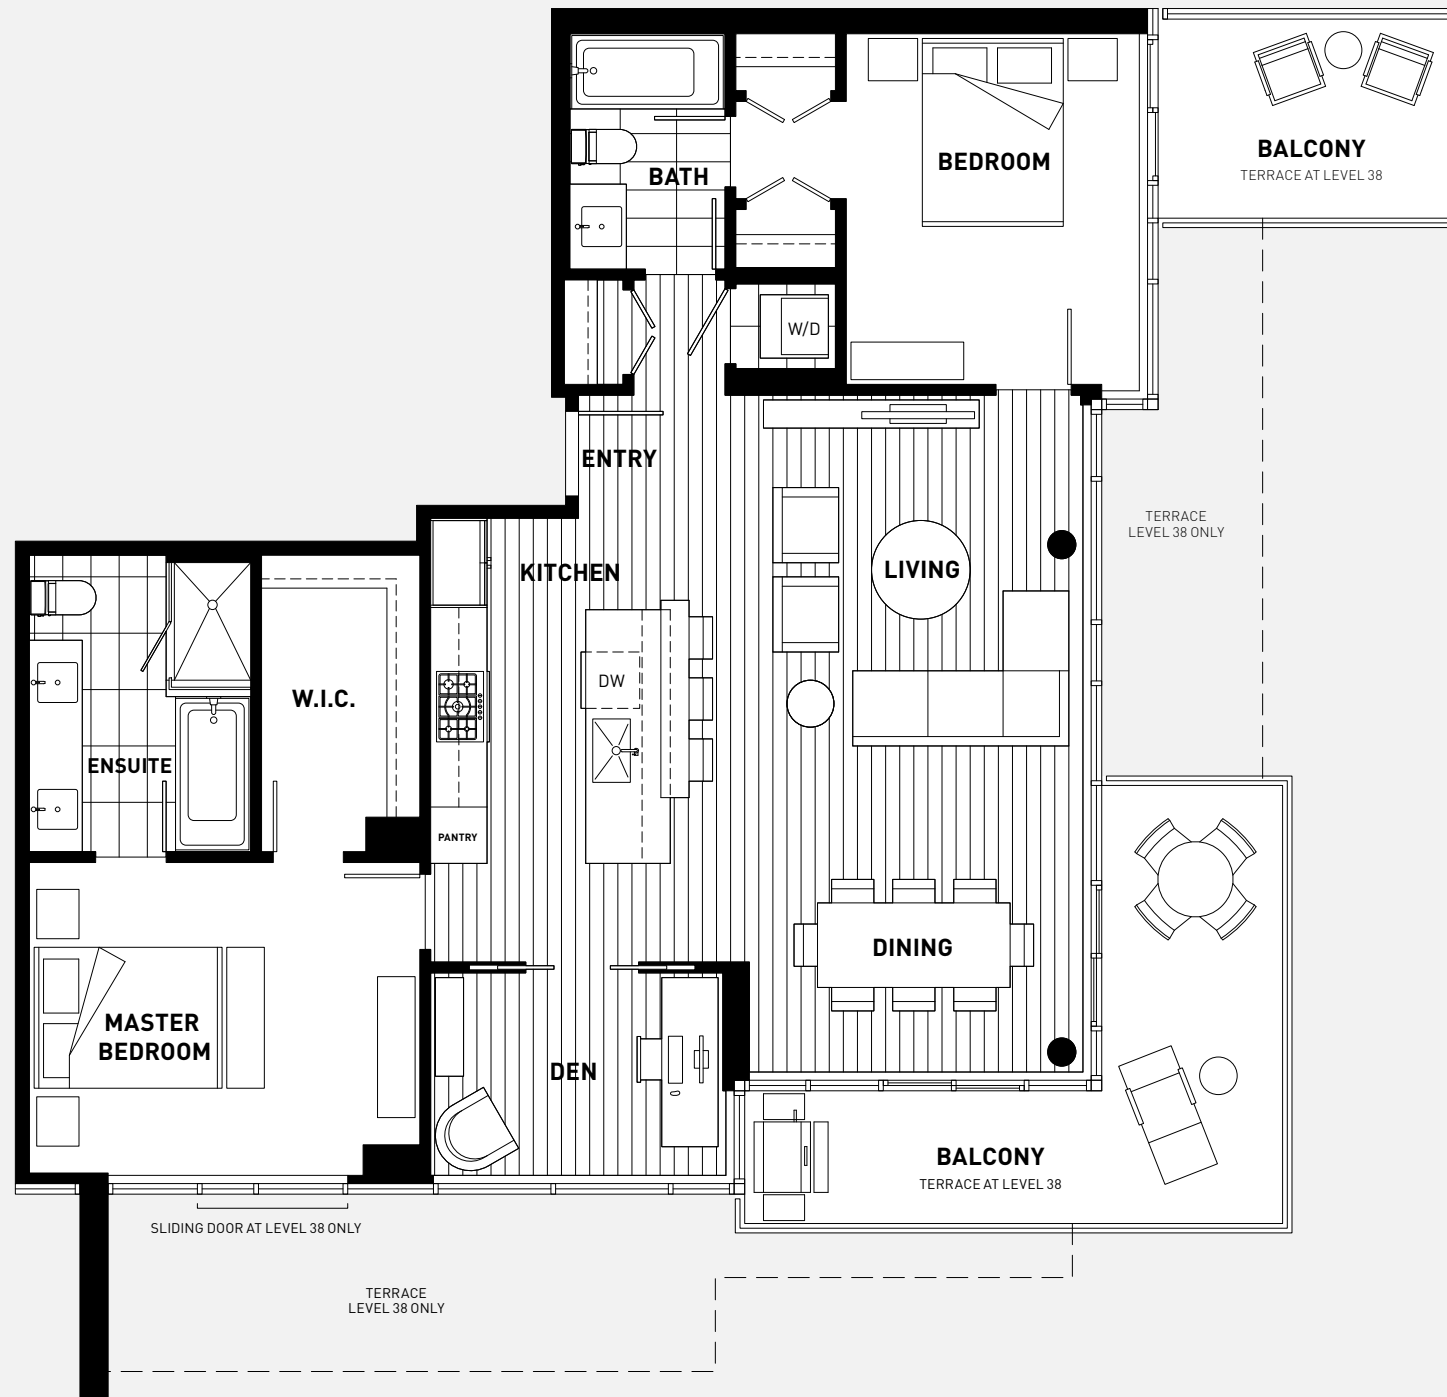 BALCONY
TERRACE AT LEVEL 38
BEDROOM
BATH
W/D
ENTRY
TERRACE
LEVEL 38 ONLY
KITCHEN
LIVING
DW
W.I.C.
ENSUITE
PANTRY
DINING
MASTER
BEDROOM
DEN
BALCONY
TERRACE AT LEVEL 38
SLIDING DOOR AT LEVEL 38 ONLY
TERRACE
LEVEL 38 ONLY